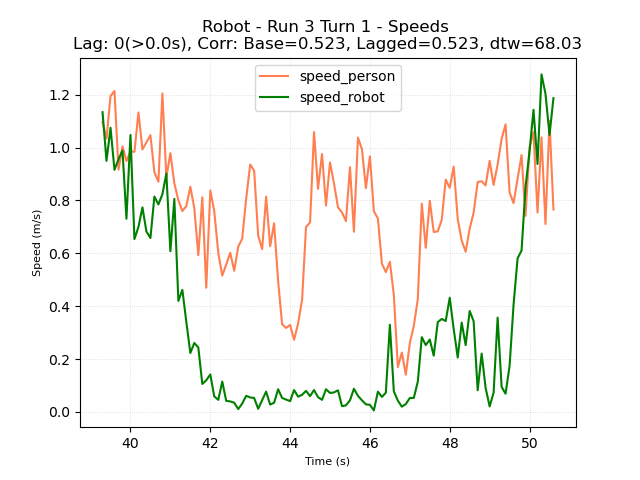 Robot - Run 3 Turn 1 - Speeds
Lag: 0(>0.0s), Corr: Base=0.523, Lagged=0.523, dtw=68.03
speed_person
speed_robot
1.2
1.0
0.8
0.6
0.4
0.2
0.0
Speed (m/s)
40 42 44 46 48 50
Time (s)